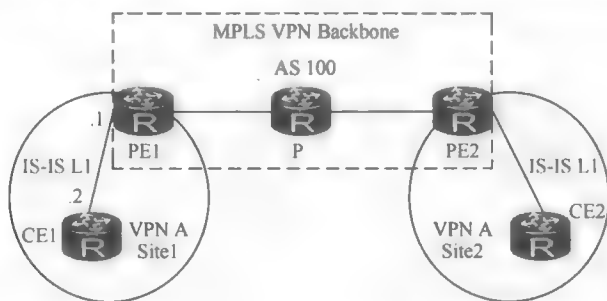 MPLS VPN Backbone
AS 100
.1
R
R
R
PE1
P
PE2
IS-IS L1
IS-IS L1
.2
CE1
R
VPN A
Site1
VPN A
Site2
R
CE2